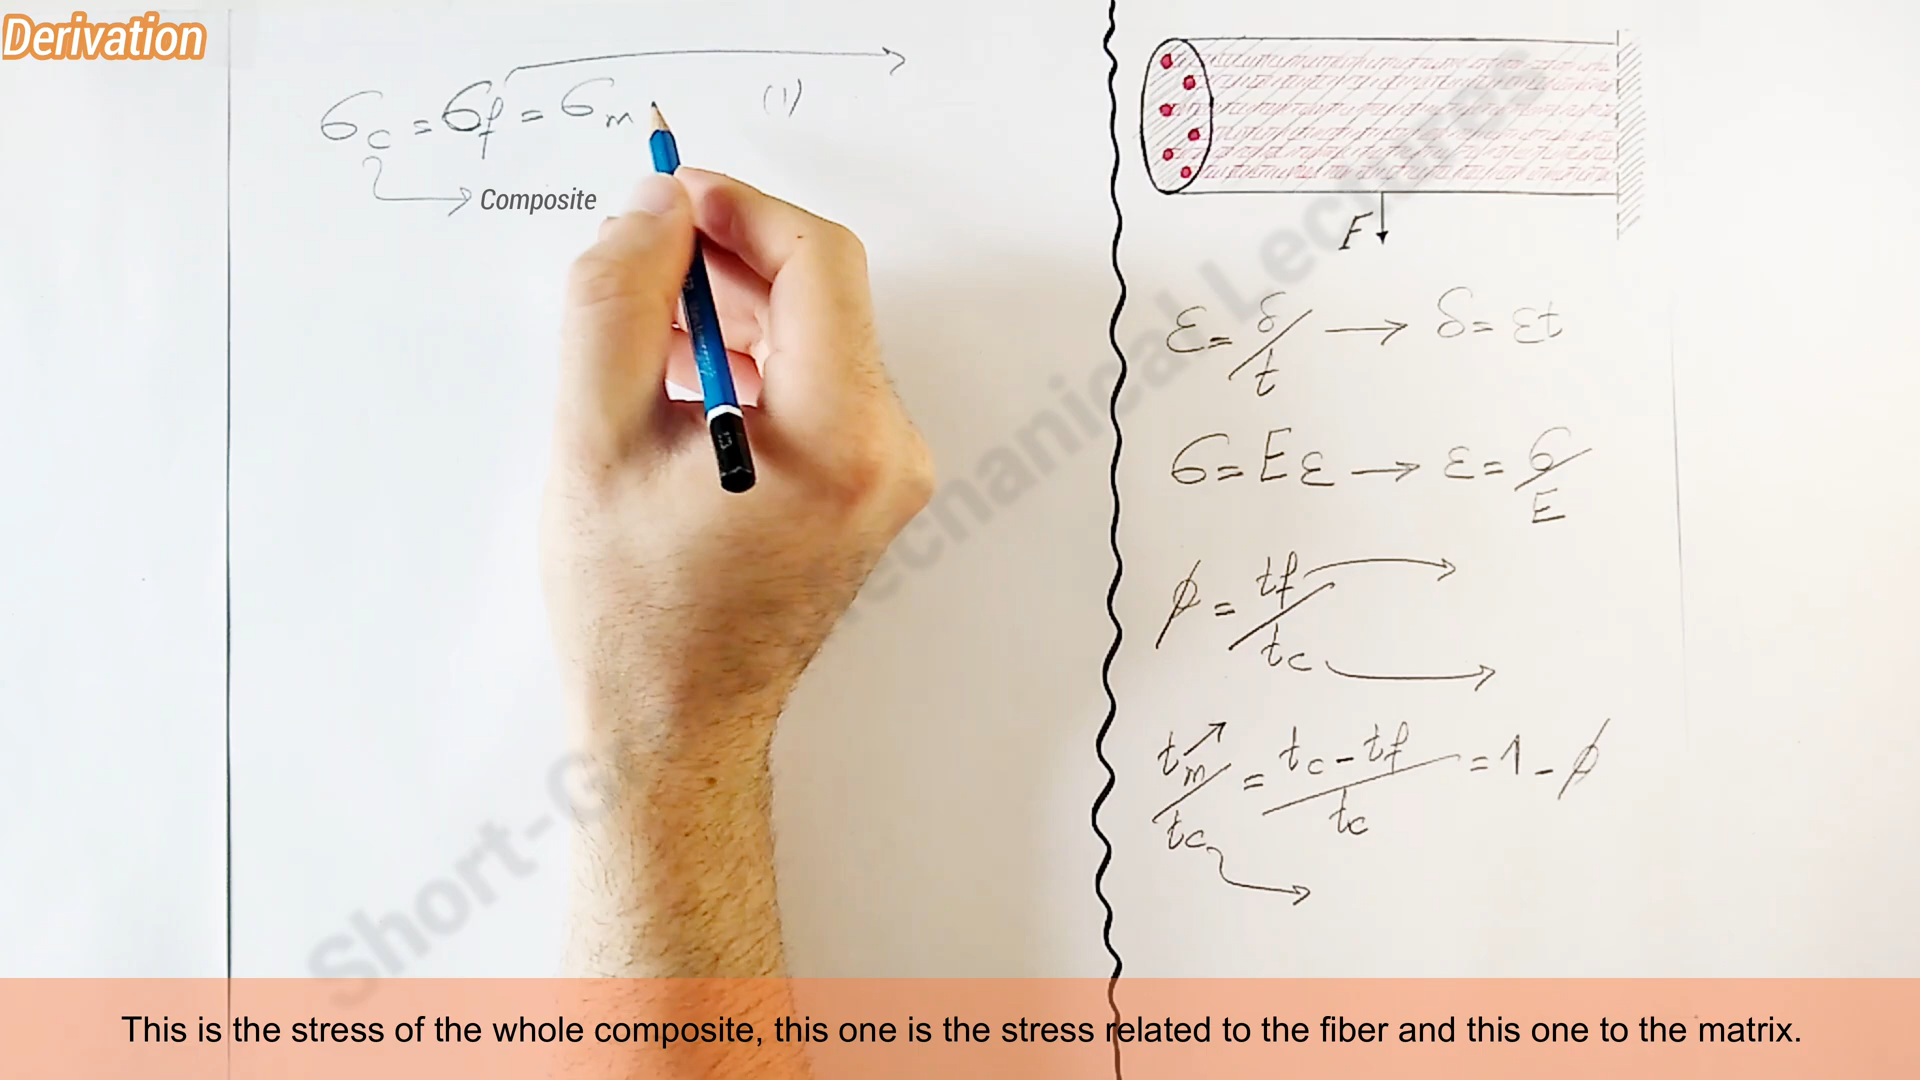 Derivation
σc = σf = σm (1)
Composite
F
ε = δ/t → δ = εt
σ = Eε → ε = σ/E
φ = tf/tc
tm/tc = (tc - tf)/tc = 1 - φ
Mechanical Lectures
This is the stress of the whole composite, this one is the stress related to the fiber and this one to the matrix.